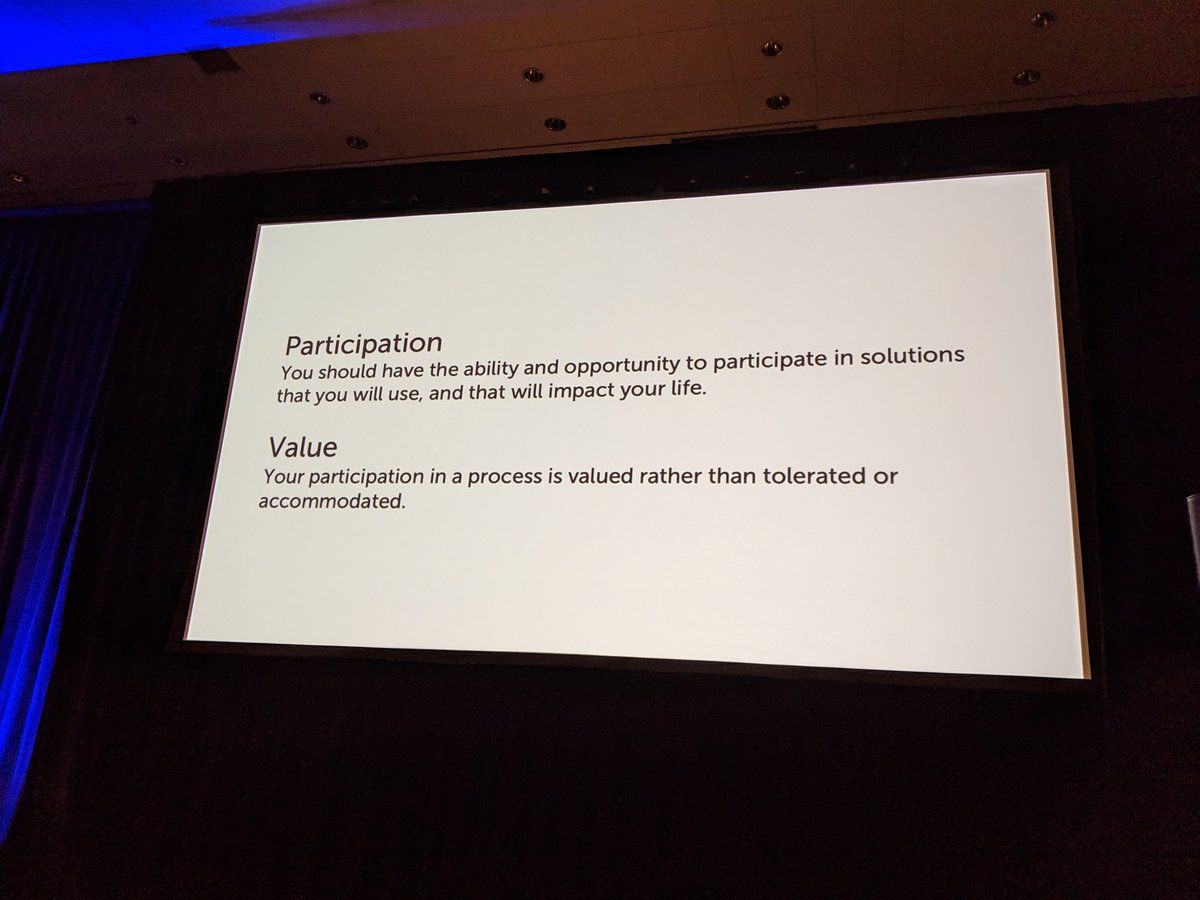 Participation
You should have the ability and opportunity to participate in solutions
that you will use, and that will impact your life.
Value
Your participation in a process is valued rather than tolerated or
accommodated.